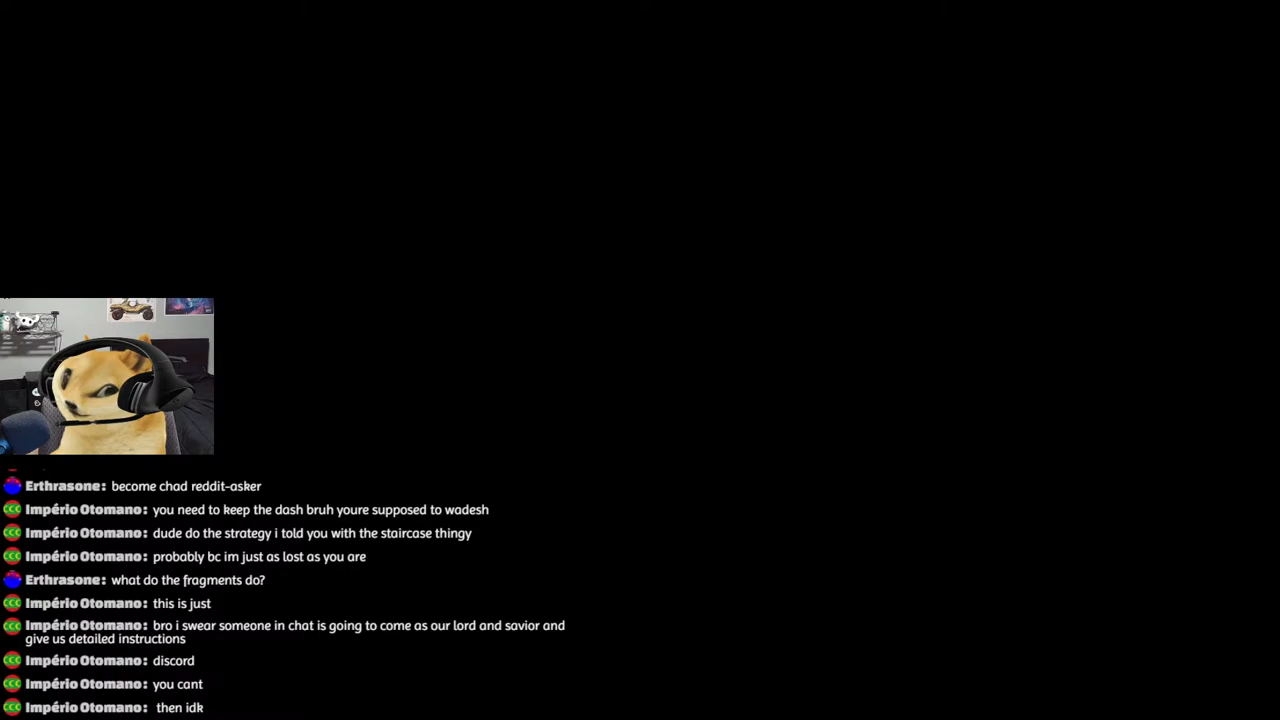 Erthrasone: become chad reddit-asker
Império Otomano: you need to keep the dash bruh youre supposed to wadesh
Império Otomano: dude do the strategy i told you with the staircase thingy
Império Otomano: probably bc im just as lost as you are
Erthrasone: what do the fragments do?
Império Otomano: this is just
Império Otomano: bro i swear someone in chat is going to come as our lord and savior and
give us detailed instructions
Império Otomano: discord
Império Otomano: you cant
Império Otomano: then idk